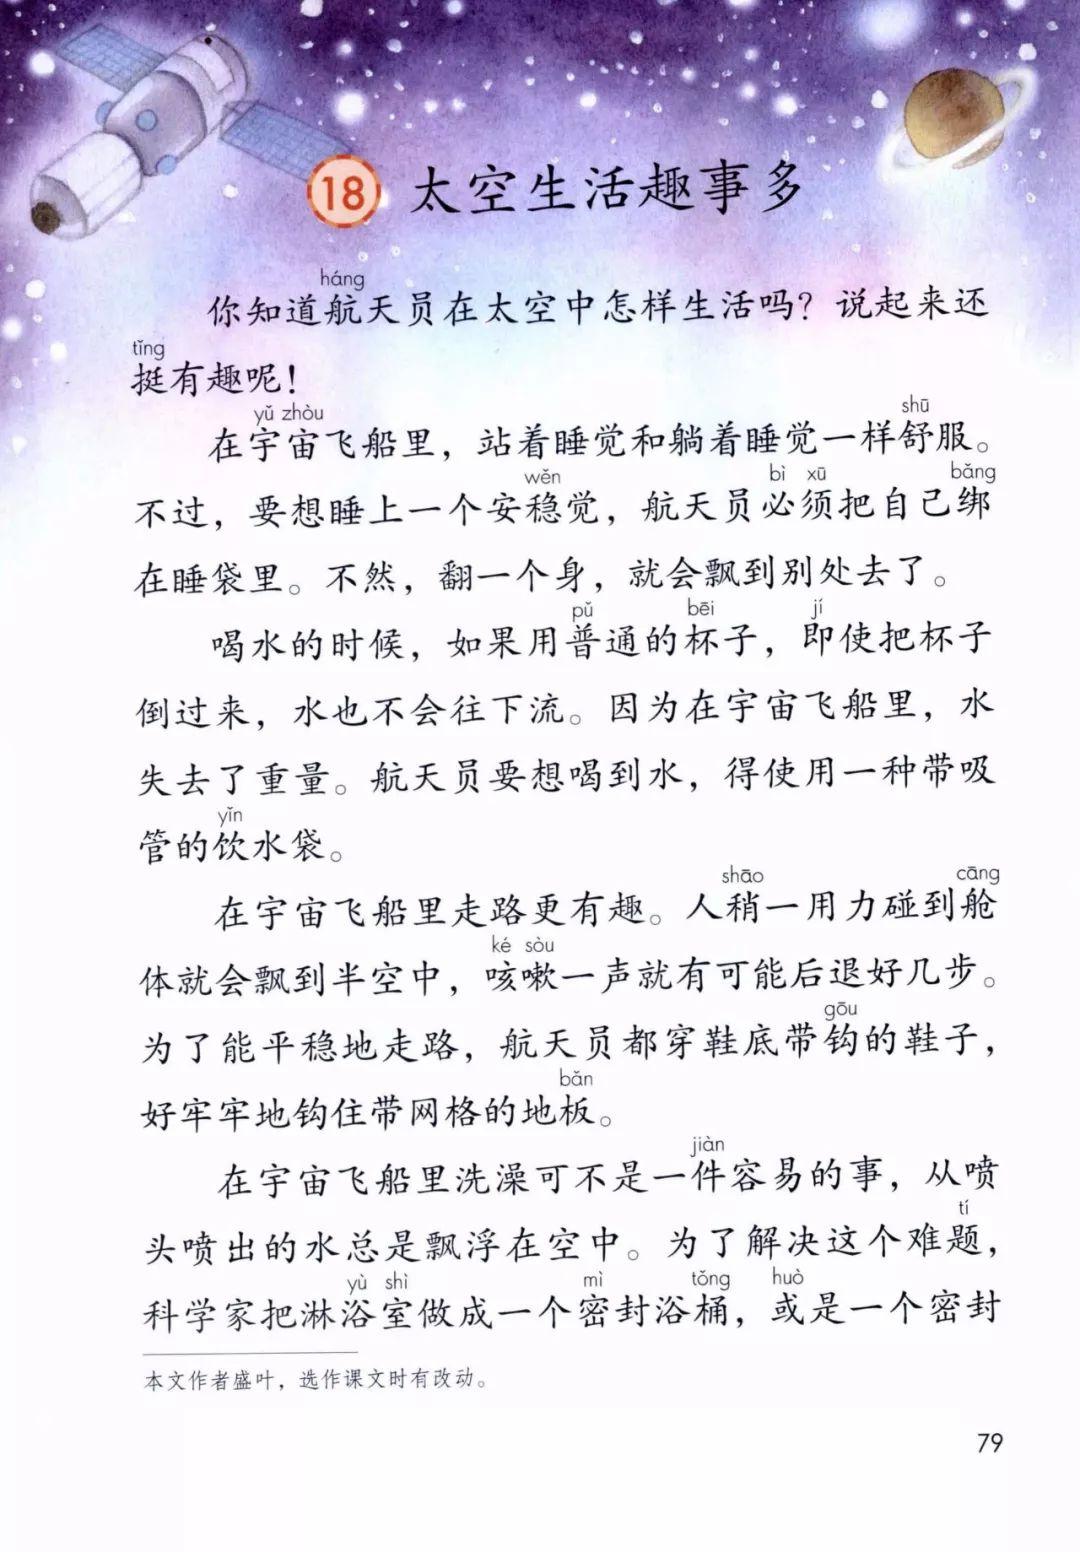 18 太空生活趣事多
háng
你知道航天员在太空中怎样生活吗？说起来还
tǐng
挺有趣呢！
yǔ zhòu shū
在宇宙飞船里，站着睡觉和躺着睡觉一样舒服。
wěn bì xū bǎng
不过，要想睡上一个安稳觉，航天员必须把自己绑
在睡袋里。不然，翻一个身，就会飘到别处去了。
pǔ bēi jí
喝水的时候，如果用普通的杯子，即使把杯子
倒过来，水也不会往下流。因为在宇宙飞船里，水
失去了重量。航天员要想喝到水，得使用一种带吸
yǐn
管的饮水袋。
shāo cāng
在宇宙飞船里走路更有趣。人稍一用力碰到舱
ké sòu
体就会飘到半空中，咳嗽一声就有可能后退好几步。
gōu
为了能平稳地走路，航天员都穿鞋底带钩的鞋子，
bǎn
好牢牢地钩住带网格的地板。
jiàn
在宇宙飞船里洗澡可不是一件容易的事，从喷
tí
头喷出的水总是飘浮在空中。为了解决这个难题，
yù shì mì tǒng huò
科学家把淋浴室做成一个密封浴桶，或是一个密封
本文作者盛叶，选作课文时有改动。
79